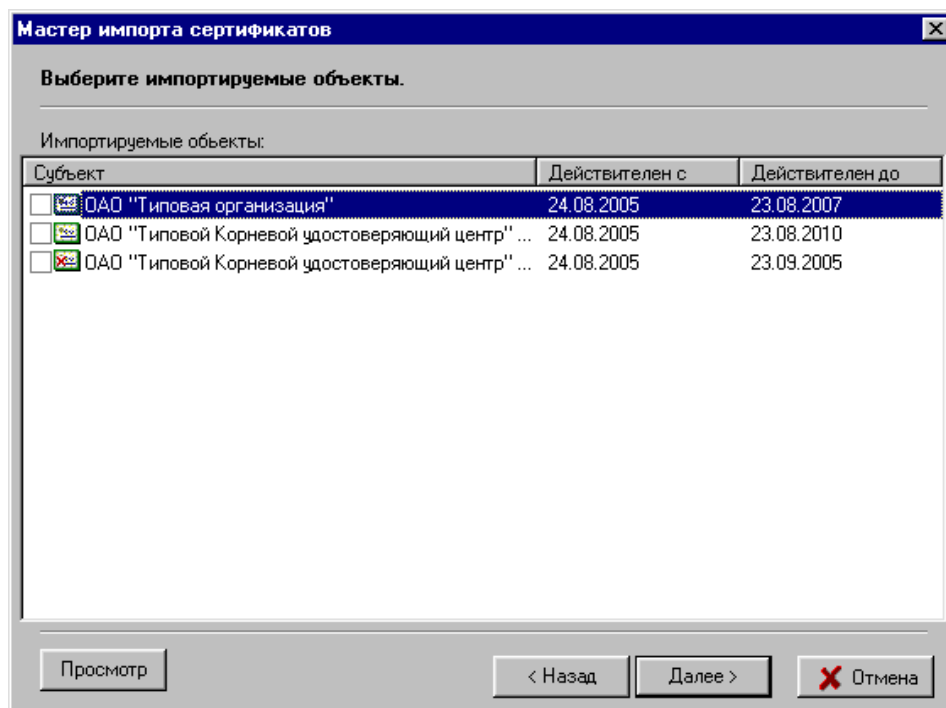 Мастер импорта сертификатов
Выберите импортируемые объекты.
Импортируемые обьекты:
Субъект Действителен с Действителен до
ОАО "Типовая организация" 24.08.2005 23.08.2007
ОАО "Типовой Корневой удостоверяющий центр" ... 24.08.2005 23.08.2010
ОАО "Типовой Корневой удостоверяющий центр" ... 24.08.2005 23.09.2005
Просмотр < Назад Далее > Отмена